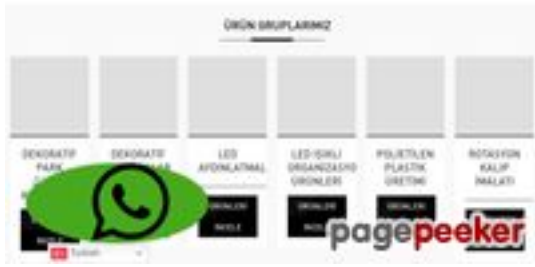 ÜRÜN GRUPLARIMIZ
DEKORATİF
PARK
DEKORATİF
LED
AYDINLATMA
LED IŞIKLI
ORGANİZASYON
ÜRÜNLERİ
POLİETİLEN
PLASTİK
ÜRETİMİ
ROTASYON
KALIP
İMALATI
ÜRÜNLERİ
İNCELE
ÜRÜNLERİ
İNCELE
ÜRÜNLERİ
İNCELE
pagepeeker
Turkish